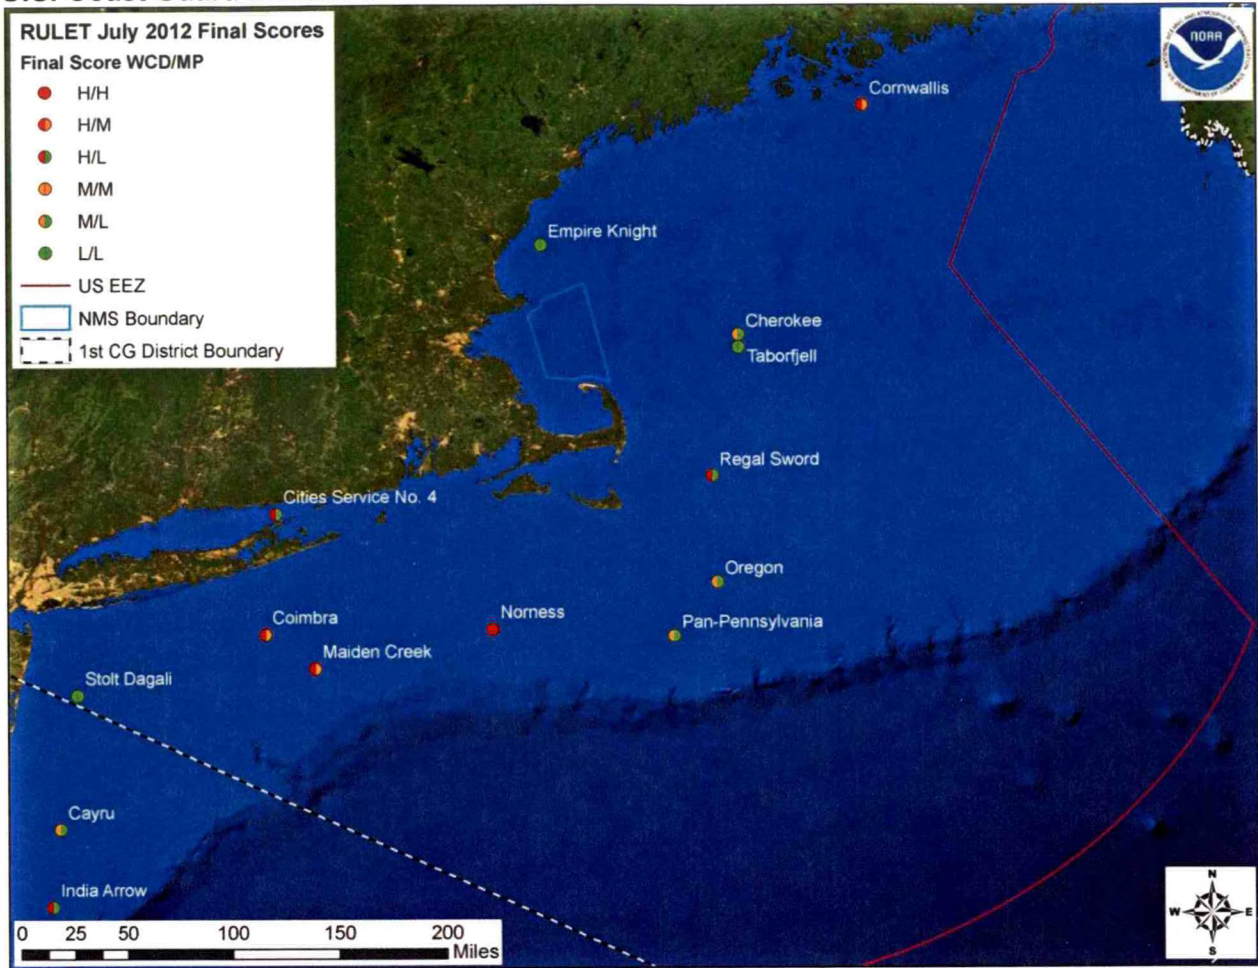 RULET July 2012 Final Scores
Final Score WCD/MP
H/H
H/M
H/L
M/M
M/L
L/L
US EEZ
NMS Boundary
1st CG District Boundary
NOAA
Cornwallis
Empire Knight
Cherokee
Taborfjell
Regal Sword
Cities Service No. 4
Oregon
Coimbra
Norness
Pan-Pennsylvania
Maiden Creek
Stolt Dagali
Cayru
India Arrow
0 25 50 100 150 200
Miles
N
W E
S